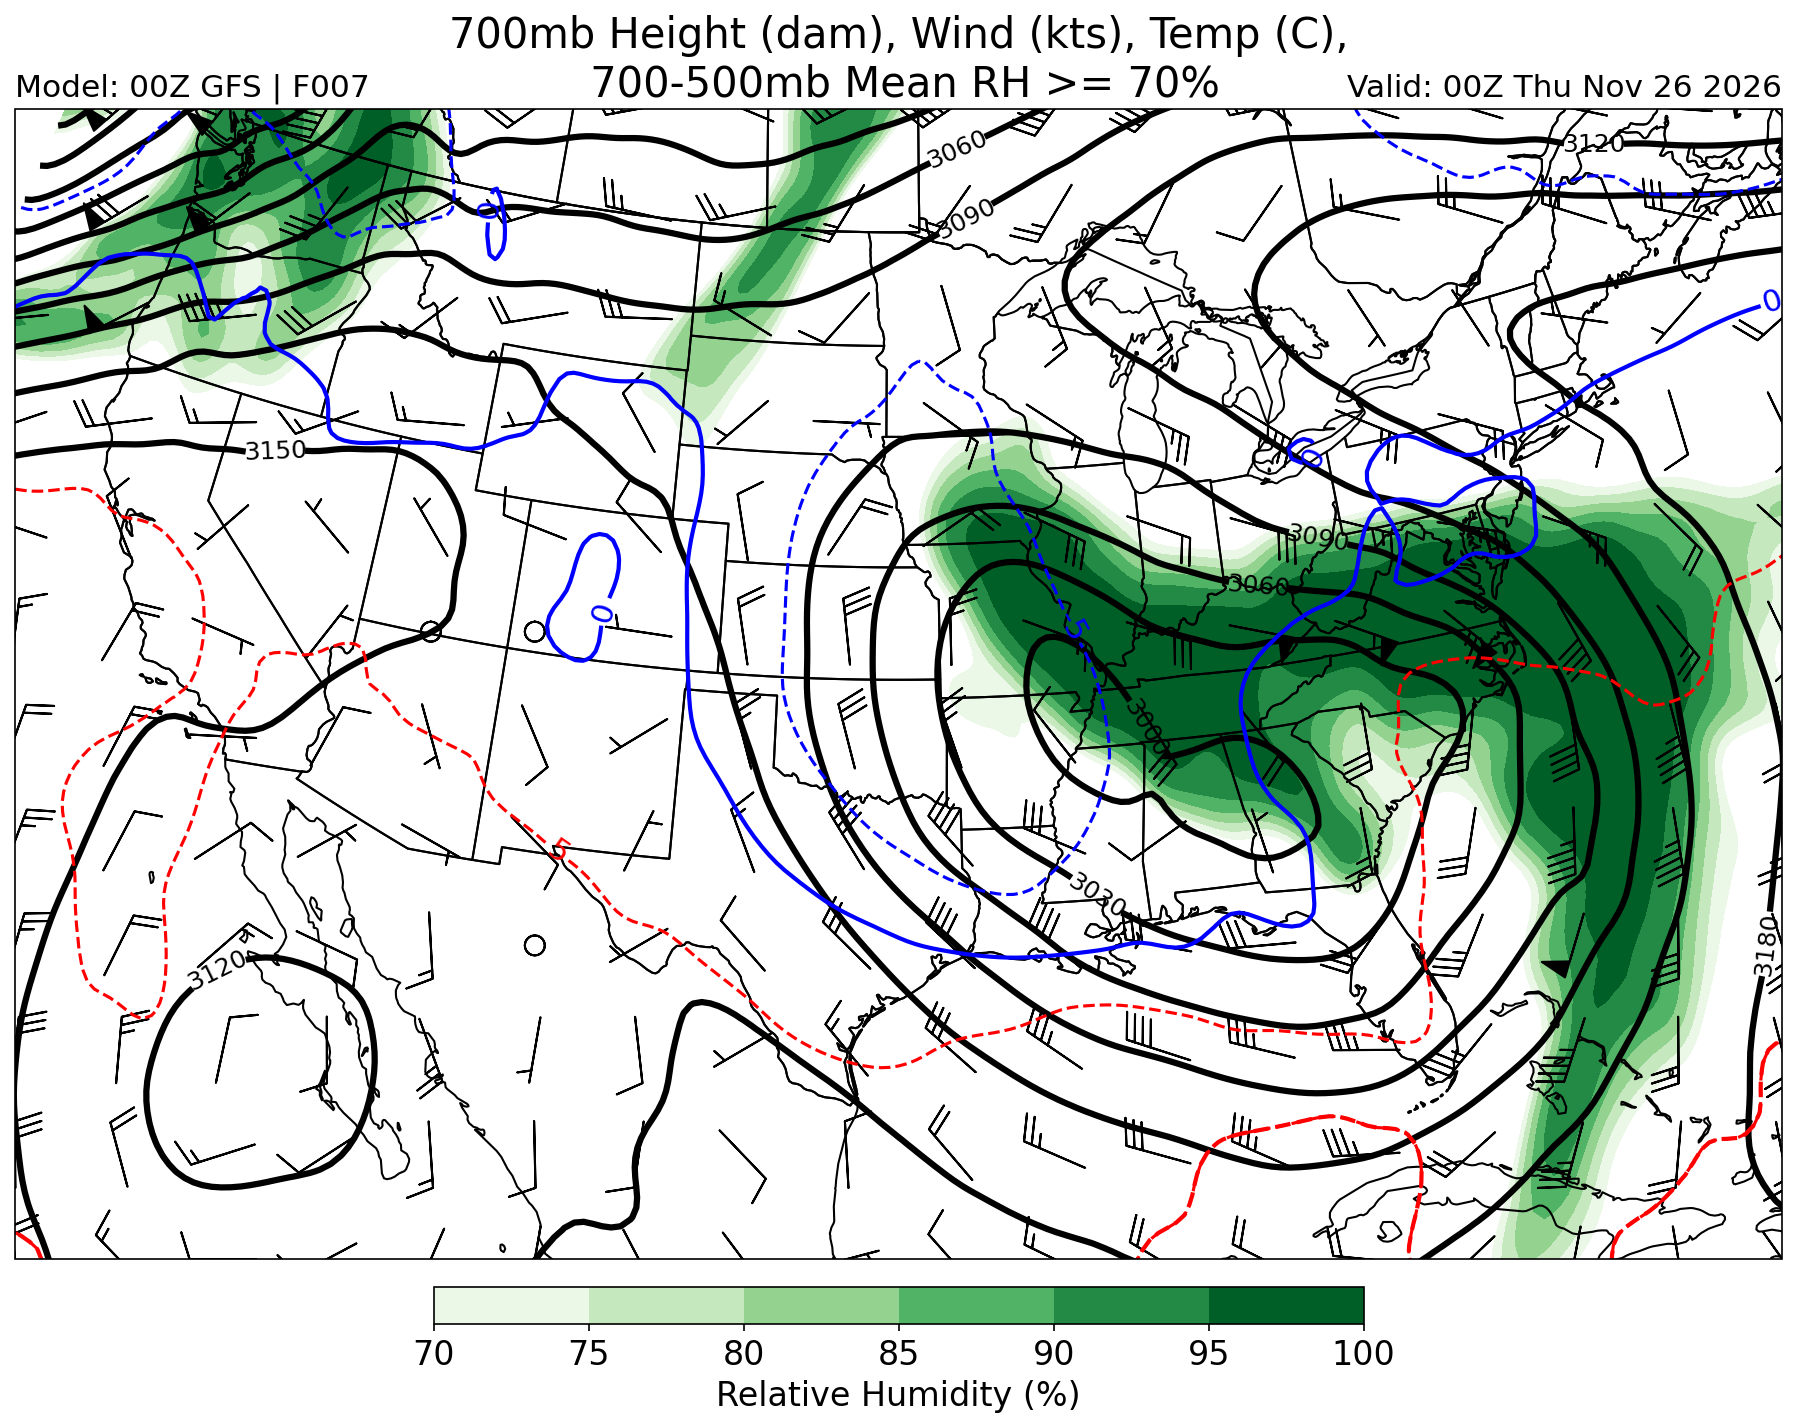 700mb Height (dam), Wind (kts), Temp (C),
700-500mb Mean RH >= 70%
Model: 00Z GFS | F007
Valid: 00Z Thu Nov 26 2026
3120
3060
3090
0
0
3150
0
3090
3060
0
5
3000
5
3030
3180
3120
70 75 80 85 90 95 100
Relative Humidity (%)